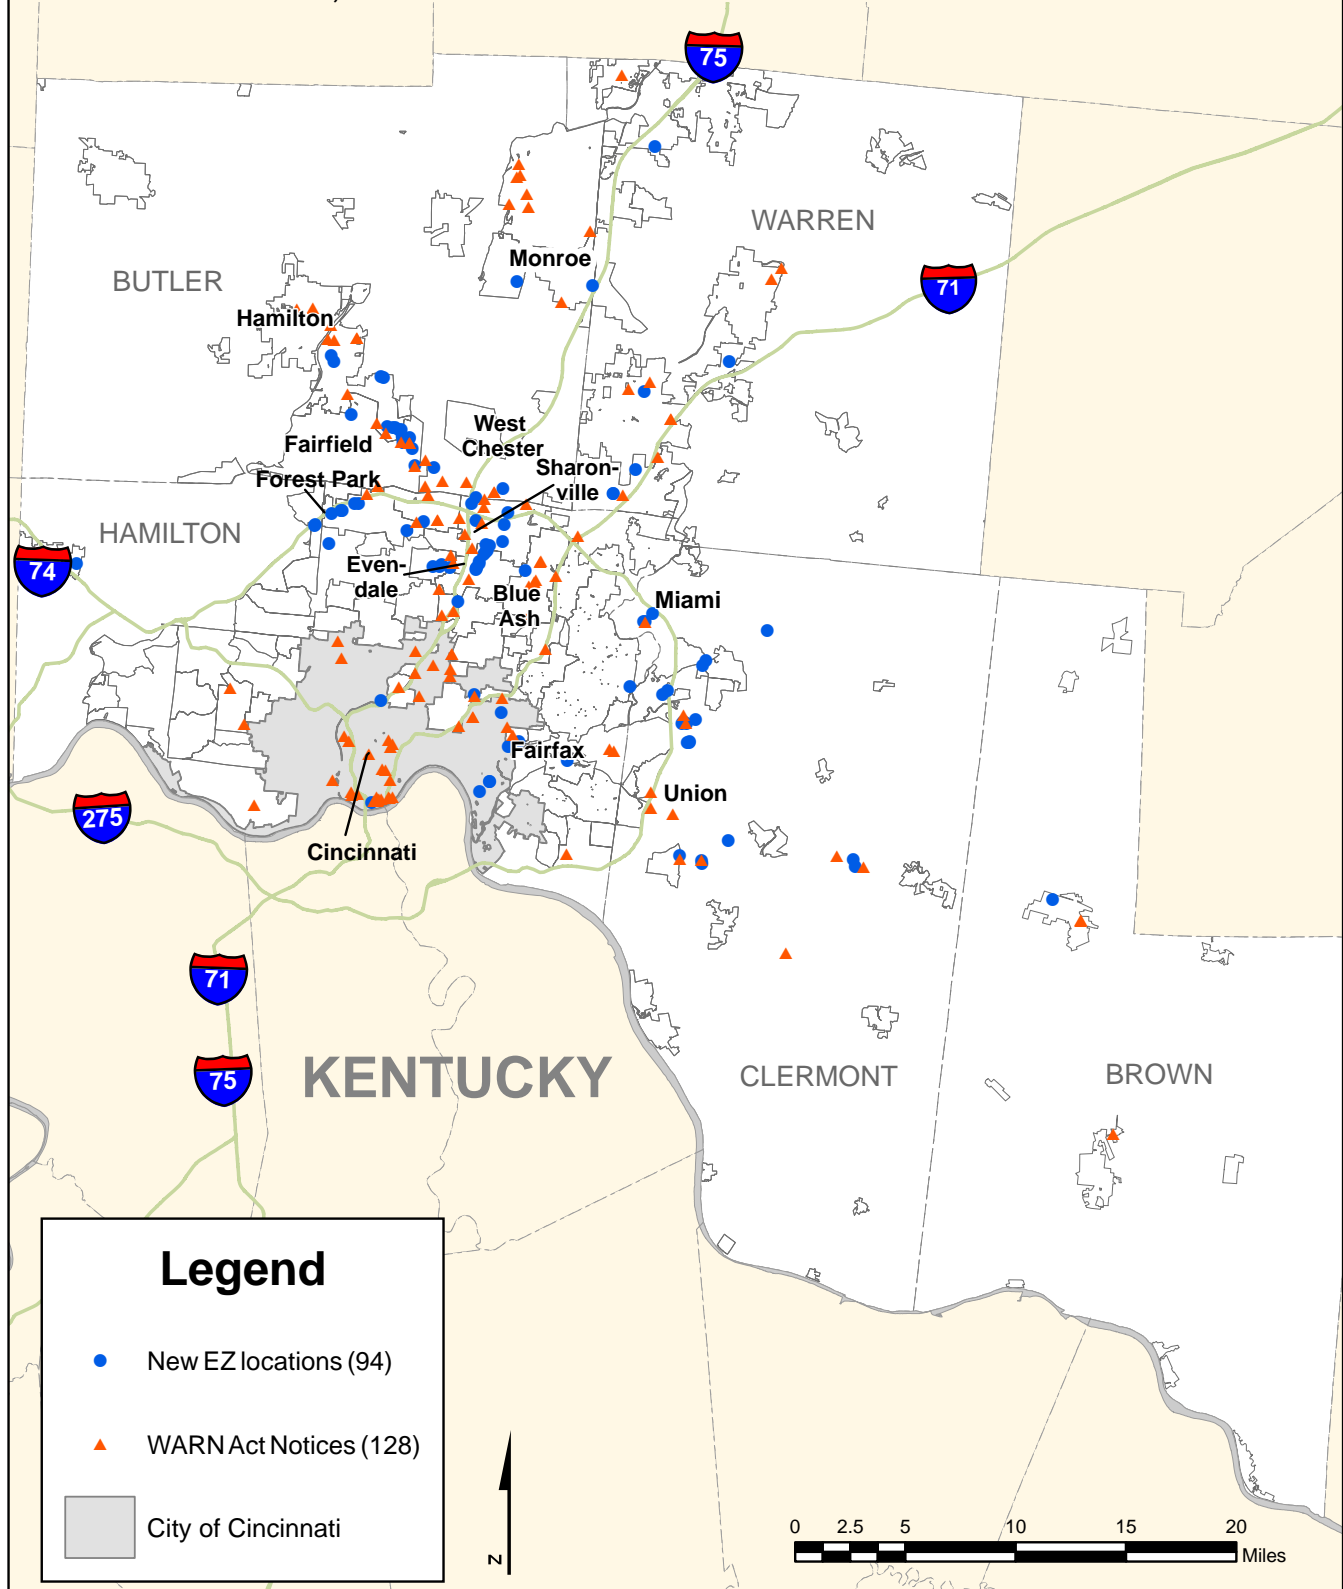 75
WARREN
71
BUTLER
Monroe
Hamilton
West
Chester
Fairfield
Sharon-
ville
Forest Park
HAMILTON
74
Even-
dale
Blue
Ash
Miami
Fairfax
Union
275
Cincinnati
71
75
KENTUCKY
CLERMONT
BROWN
Legend
New EZ locations (94)
WARN Act Notices (128)
City of Cincinnati
N
0 2.5 5 10 15 20
Miles